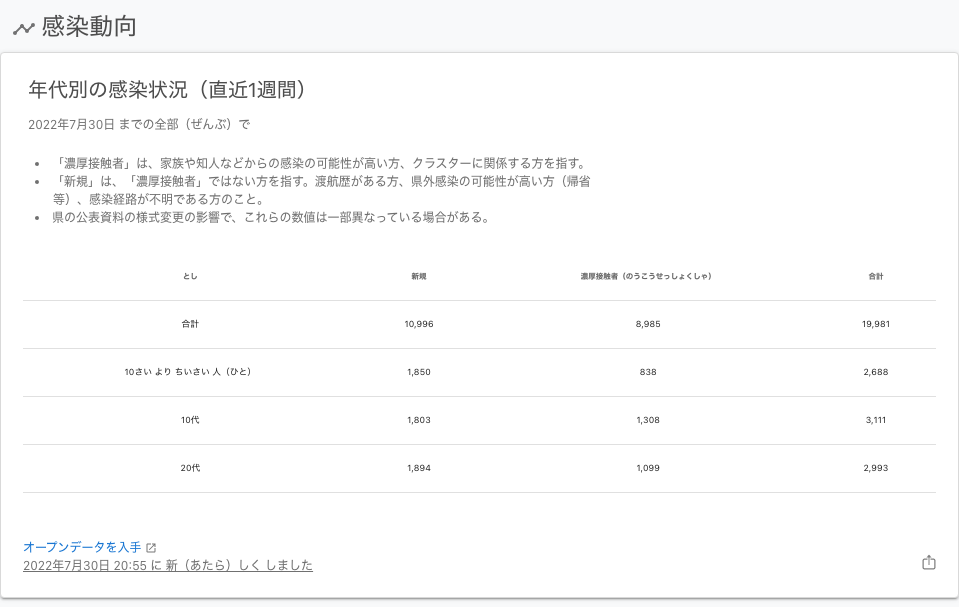 感染動向
年代別の感染状況（直近1週間）
2022年7月30日 までの全部（ぜんぶ）で
• 「濃厚接触者」は、家族や知人などからの感染の可能性が高い方、クラスターに関係する方を指す。
• 「新規」は、「濃厚接触者」ではない方を指す。渡航歴がある方、県外感染の可能性が高い方（帰省
等）、感染経路が不明である方のこと。
• 県の公表資料の様式変更の影響で、これらの数値は一部異なっている場合がある。
とし 新規 濃厚接触者（のうこうせっしょくしゃ） 合計
合計 10,996 8,985 19,981
10さい より ちいさい 人（ひと） 1,850 838 2,688
10代 1,803 1,308 3,111
20代 1,894 1,099 2,993
オープンデータを入手
2022年7月30日 20:55 に 新（あたら）しく しました